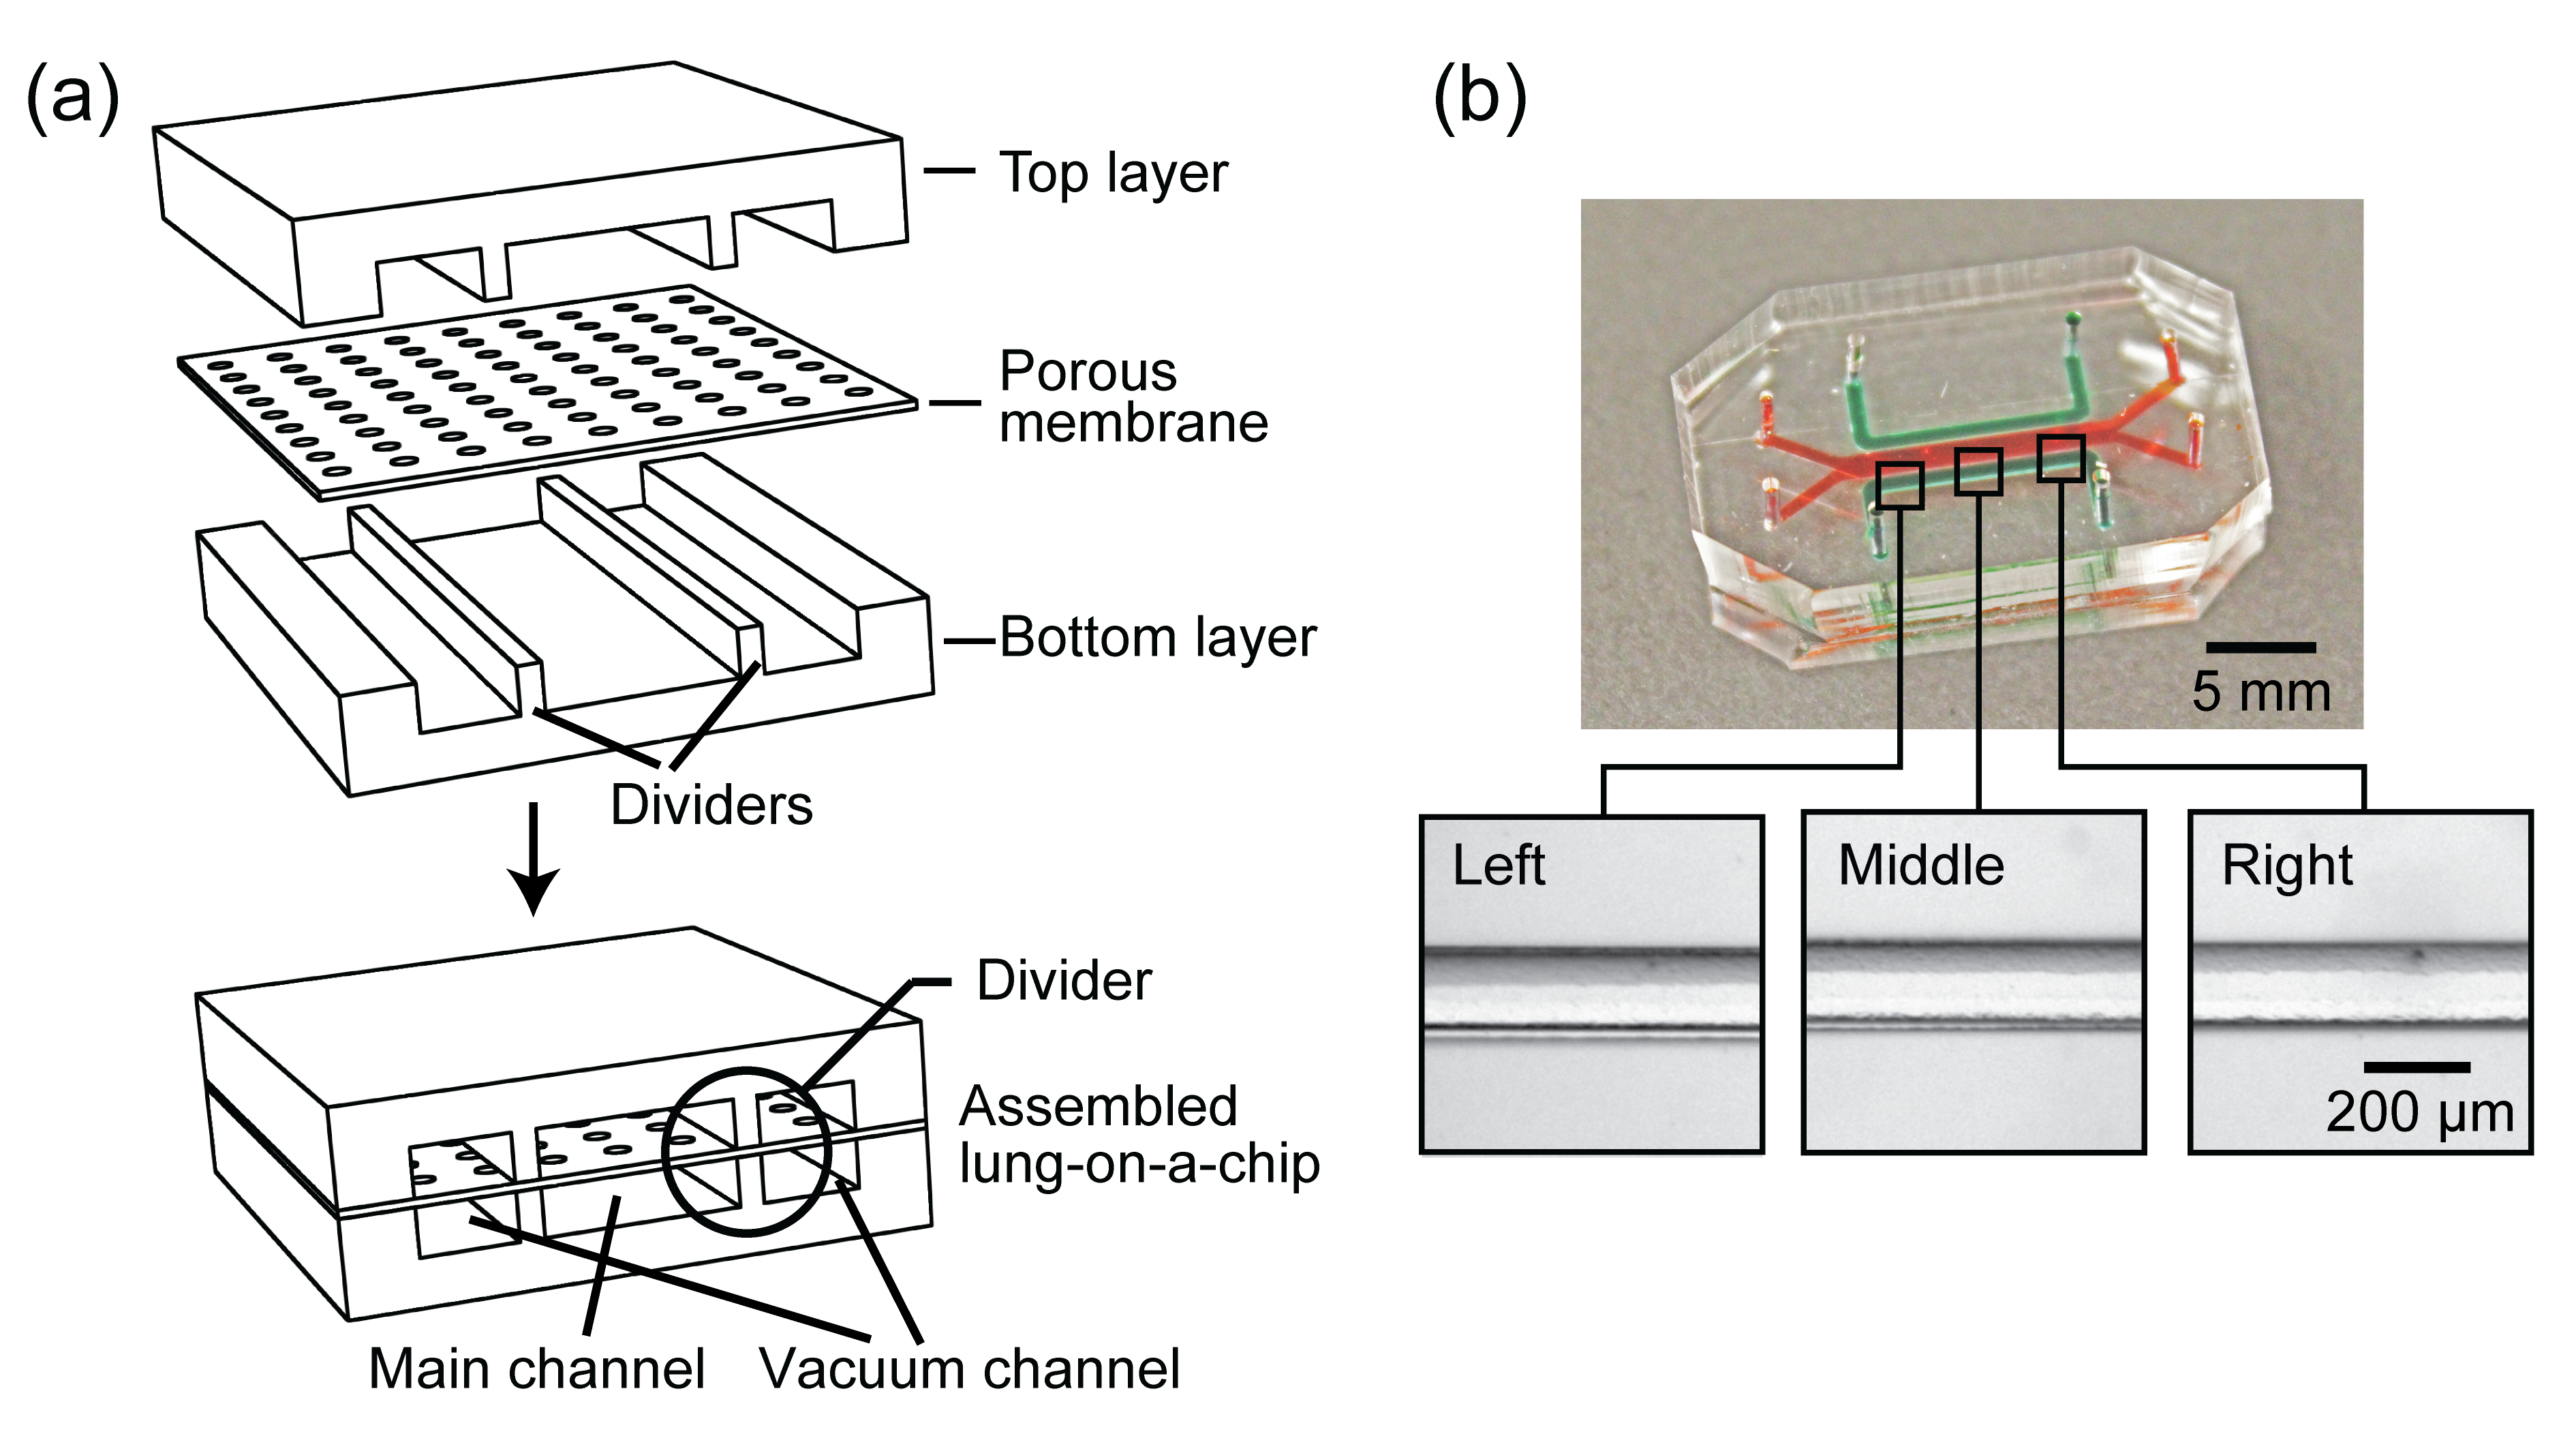 (a)
Top layer
Porous
membrane
Bottom layer
Dividers
Divider
Assembled
lung-on-a-chip
Main channel
Vacuum channel
(b)
5 mm
Left
Middle
Right
200 µm